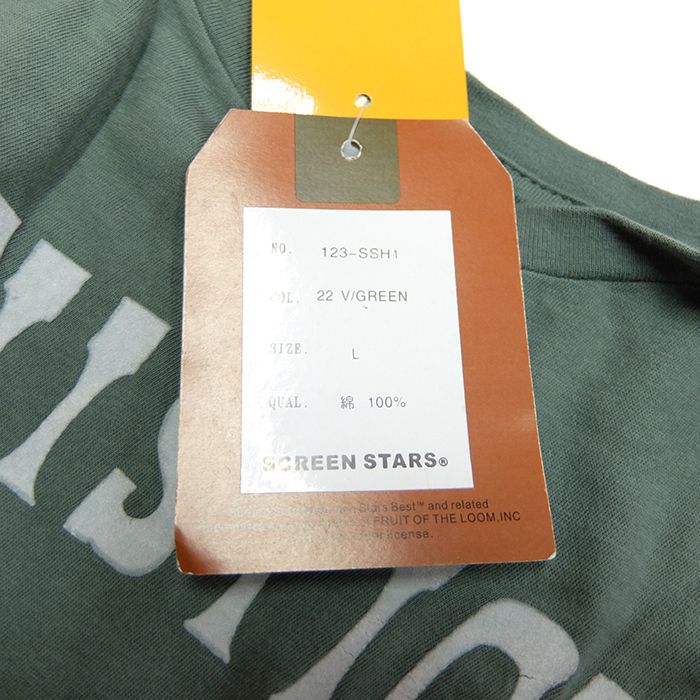 NO. 123-SSH1
COL. 22 V/GREEN
SIZE. L
QUAL. 綿 100%
SCREEN STARS®
Stars Best™ and related
FRUIT OF THE LOOM,INC
license.